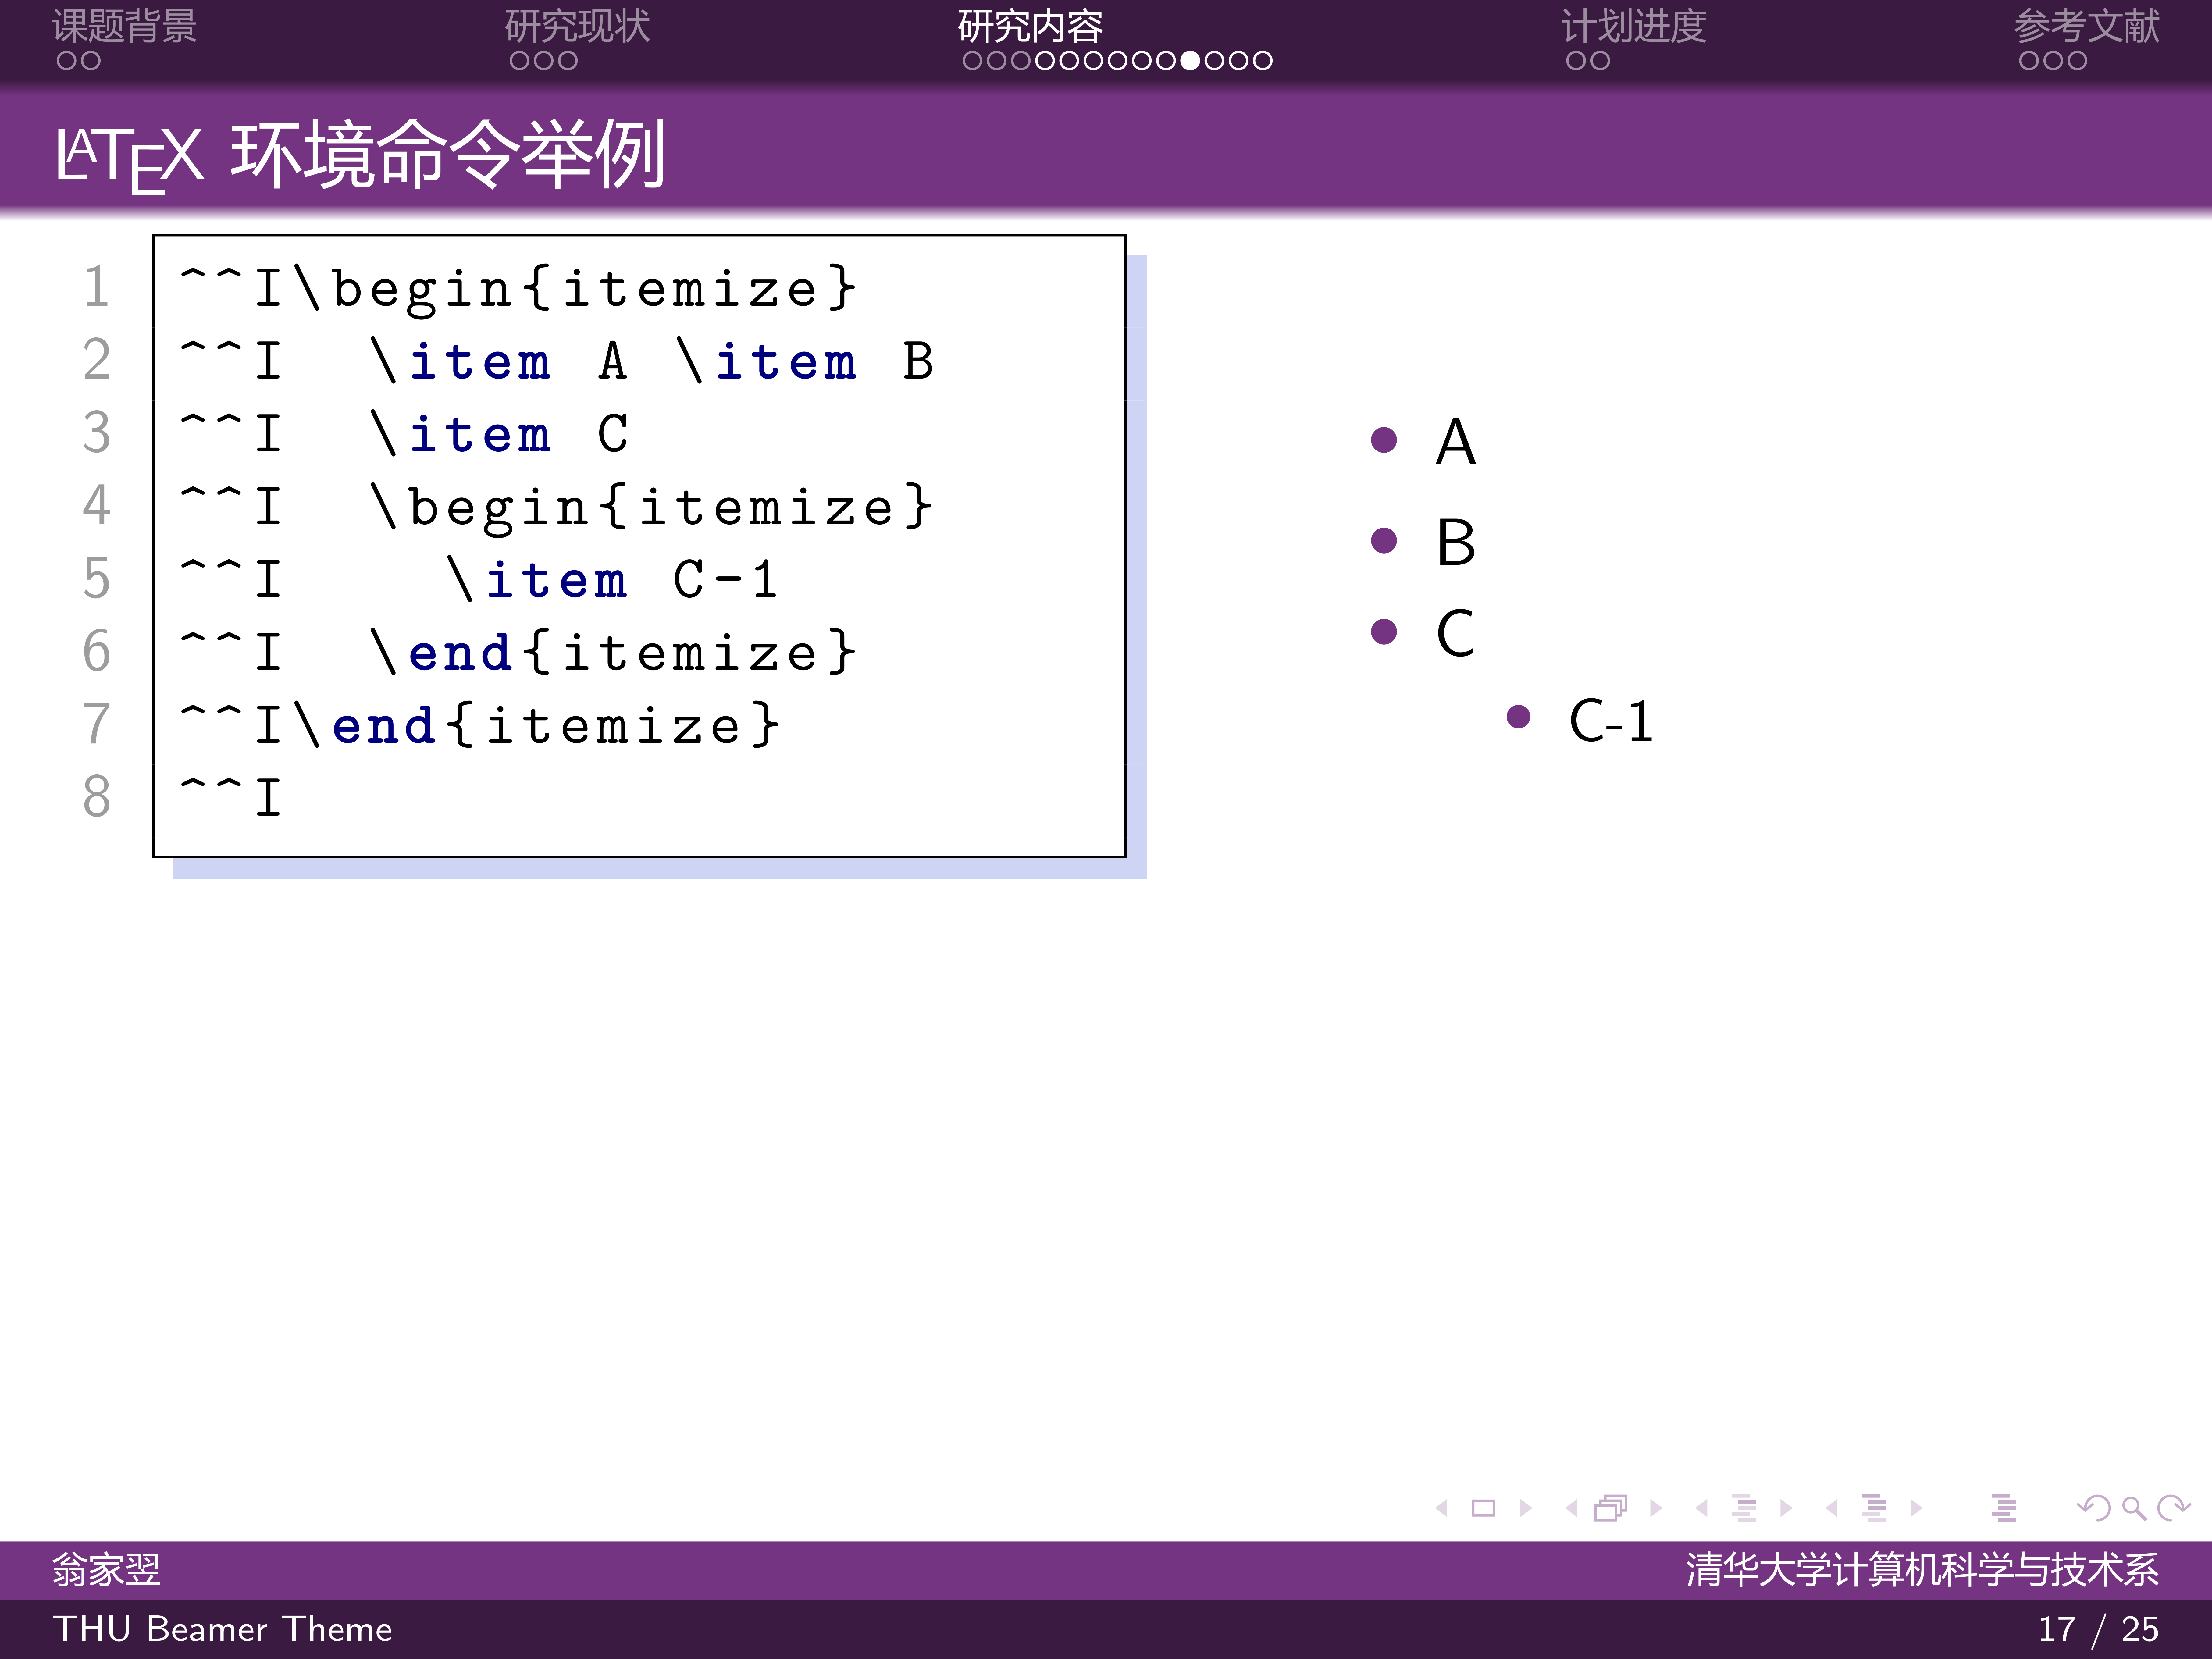 课题背景 研究现状 研究内容 计划进度 参考文献
LATEX 环境命令举例
1 ^^I\begin{itemize}
2 ^^I  \item A \item B
3 ^^I  \item C
4 ^^I  \begin{itemize}
5 ^^I    \item C-1
6 ^^I  \end{itemize}
7 ^^I\end{itemize}
8 ^^I
• A
• B
• C
• C-1
翁家翌 清华大学计算机科学与技术系
THU Beamer Theme 17 / 25